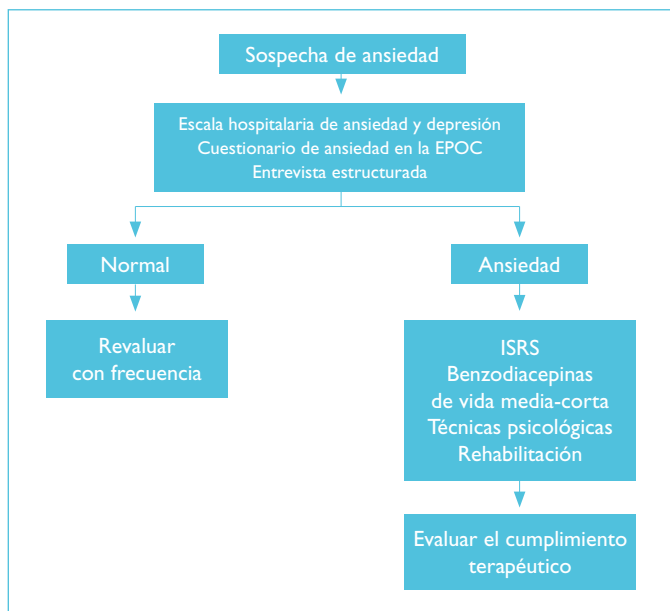 Sospecha de ansiedad
Escala hospitalaria de ansiedad y depresión
Cuestionario de ansiedad en la EPOC
Entrevista estructurada
Normal
Ansiedad
Revaluar
con frecuencia
ISRS
Benzodiacepinas
de vida media-corta
Técnicas psicológicas
Rehabilitación
Evaluar el cumplimiento
terapéutico